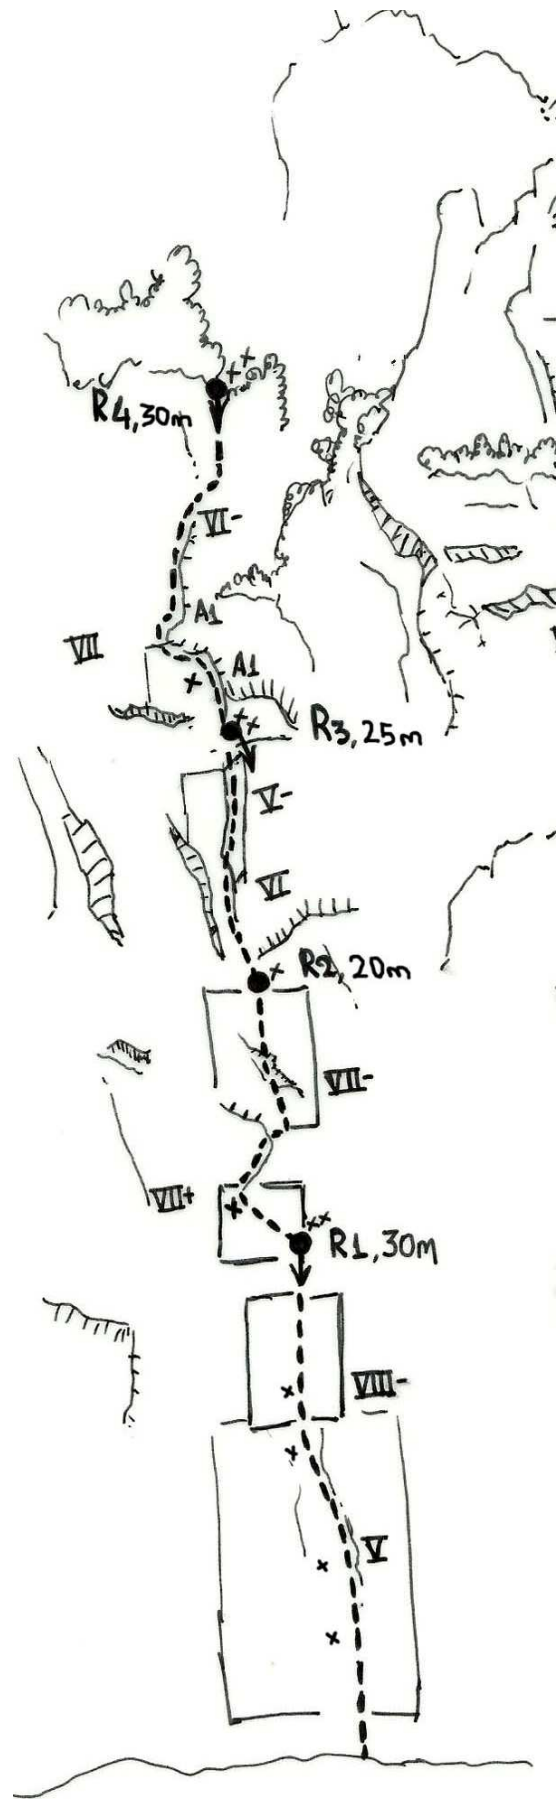 R4, 30m
VI-
A1
VII
A1
R3, 25m
V-
VI
R2, 20m
VII-
VII+
R1, 30m
VIII-
V